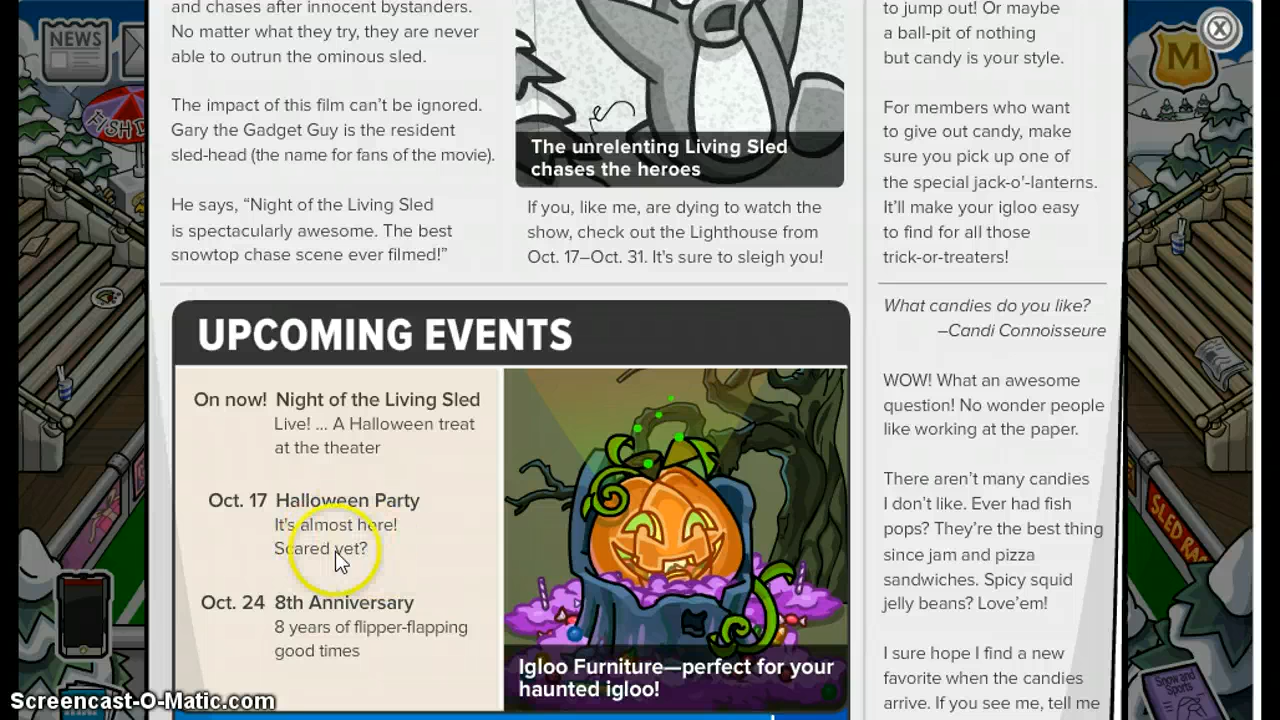 NEWS
FISH
and chases after innocent bystanders.
No matter what they try, they are never
able to outrun the ominous sled.
The impact of this film can't be ignored.
Gary the Gadget Guy is the resident
sled-head (the name for fans of the movie).
He says, “Night of the Living Sled
is spectacularly awesome. The best
snowtop chase scene ever filmed!”
The unrelenting Living Sled
chases the heroes
If you, like me, are dying to watch the
show, check out the Lighthouse from
Oct. 17–Oct. 31. It's sure to sleigh you!
UPCOMING EVENTS
On now! Night of the Living Sled
Live! ... A Halloween treat
at the theater
Oct. 17 Halloween Party
It's almost here!
Scared yet?
Oct. 24 8th Anniversary
8 years of flipper-flapping
good times
Igloo Furniture—perfect for your
haunted igloo!
to jump out! Or maybe
a ball-pit of nothing
but candy is your style.
For members who want
to give out candy, make
sure you pick up one of
the special jack-o'-lanterns.
It'll make your igloo easy
to find for all those
trick-or-treaters!
What candies do you like?
–Candi Connoisseure
WOW! What an awesome
question! No wonder people
like working at the paper.
There aren't many candies
I don't like. Ever had fish
pops? They're the best thing
since jam and pizza
sandwiches. Spicy squid
jelly beans? Love'em!
I sure hope I find a new
favorite when the candies
arrive. If you see me, tell me
M
X
SLED RA
Snow and
Sports
Screencast-O-Matic.com